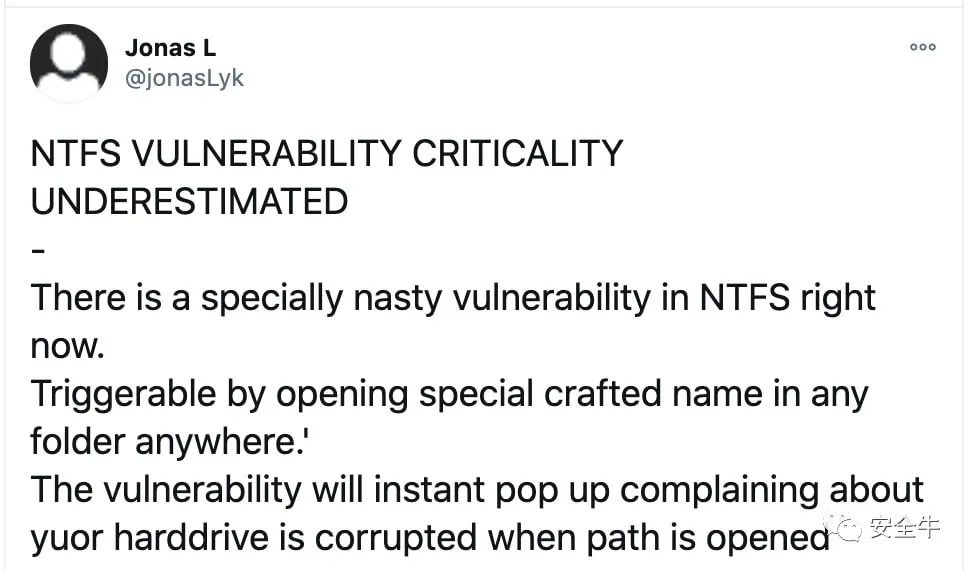 Jonas L
@jonasLyk
NTFS VULNERABILITY CRITICALITY
UNDERESTIMATED
-
There is a specially nasty vulnerability in NTFS right
now.
Triggerable by opening special crafted name in any
folder anywhere.'
The vulnerability will instant pop up complaining about
yuor harddrive is corrupted when path is opened
安全牛